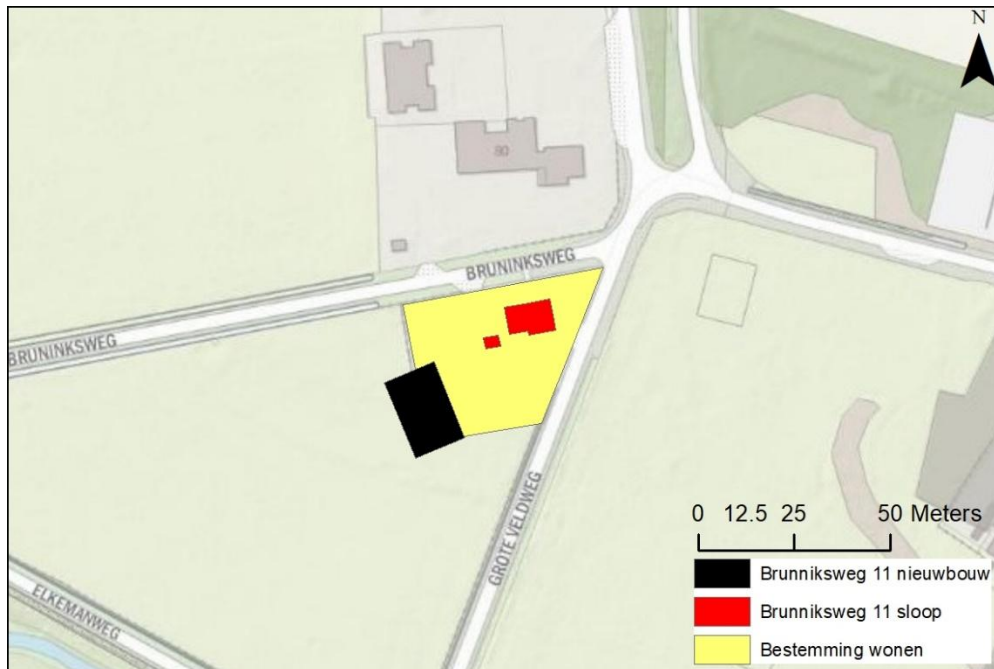 N
80
BRUNINKSWEG
BRUNINKSWEG
GROTE VELDWEG
ELKEMANWEG
0 12.5 25 50 Meters
Brunniksweg 11 nieuwbouw
Brunniksweg 11 sloop
Bestemming wonen